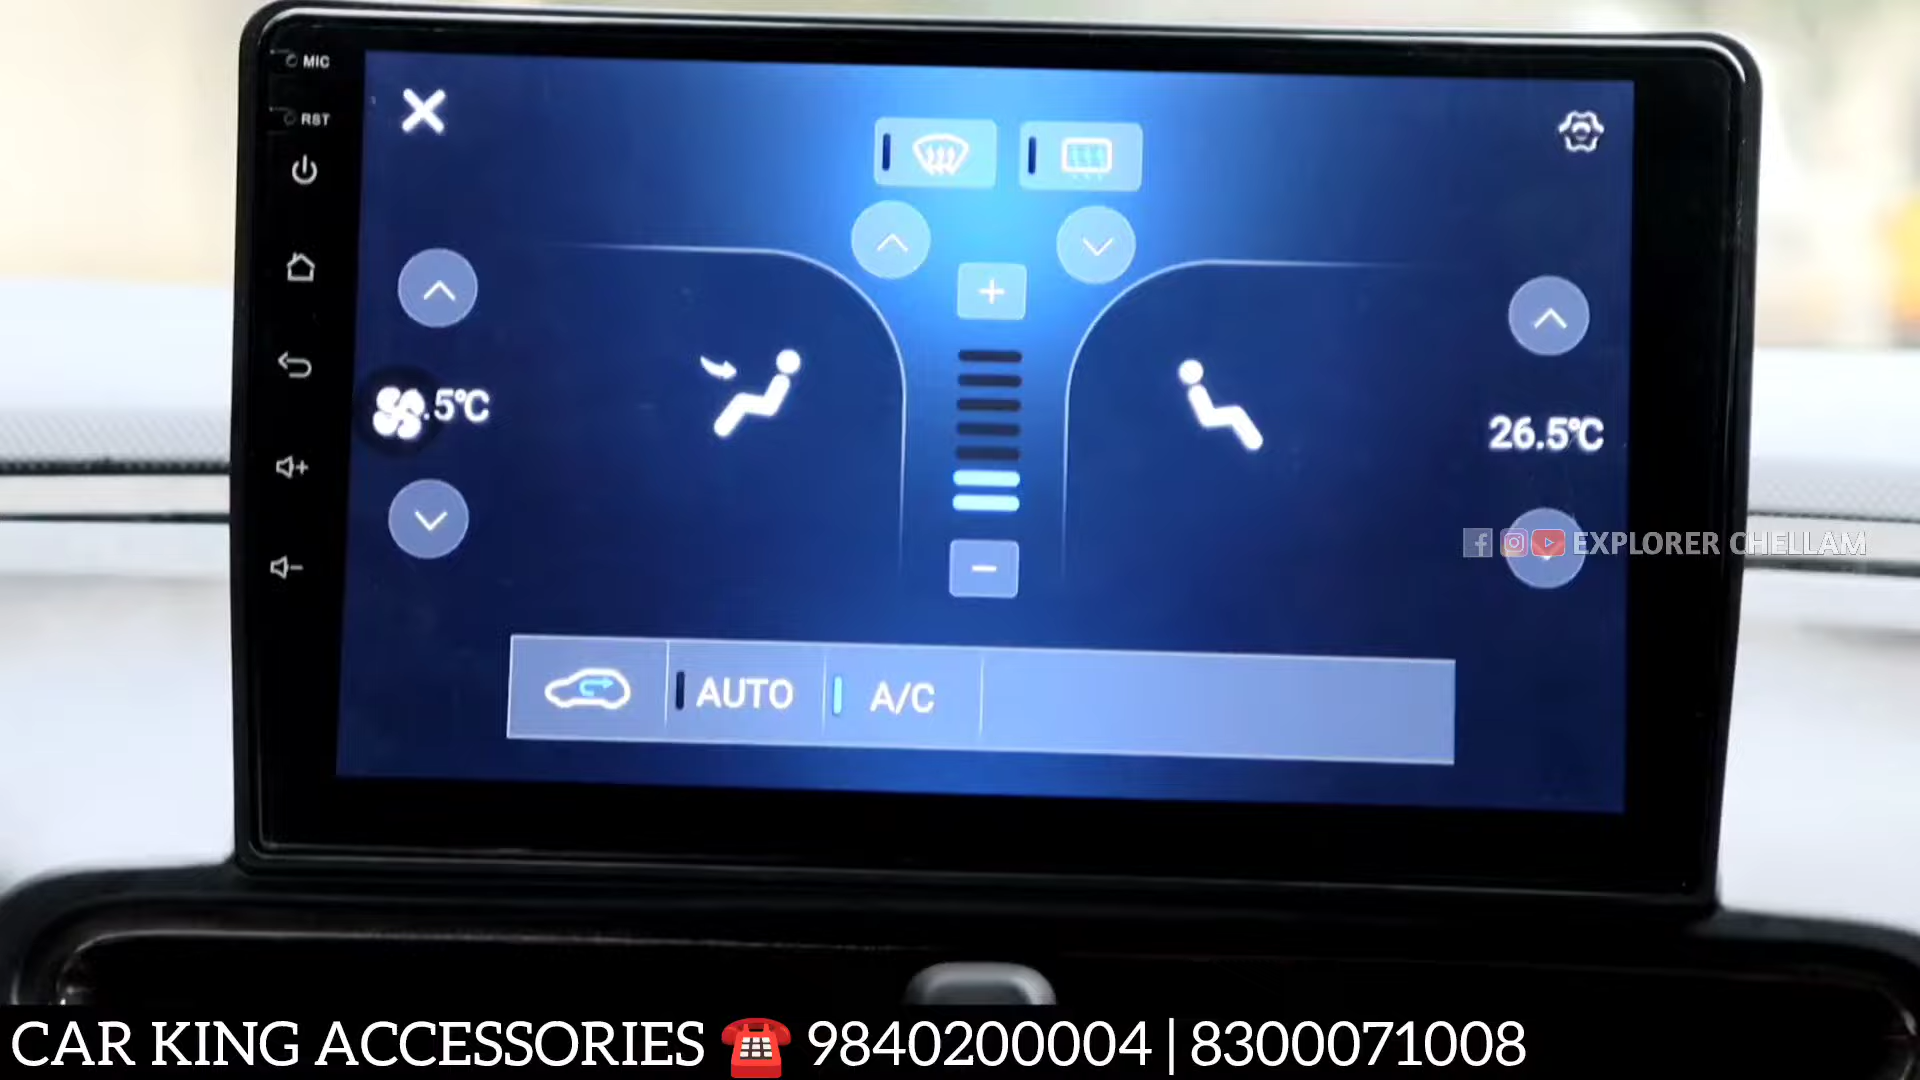 MIC
RST
.5℃
26.5℃
EXPLORER CHELLAM
AUTO
A/C
CAR KING ACCESSORIES ☎️ 9840200004 | 8300071008